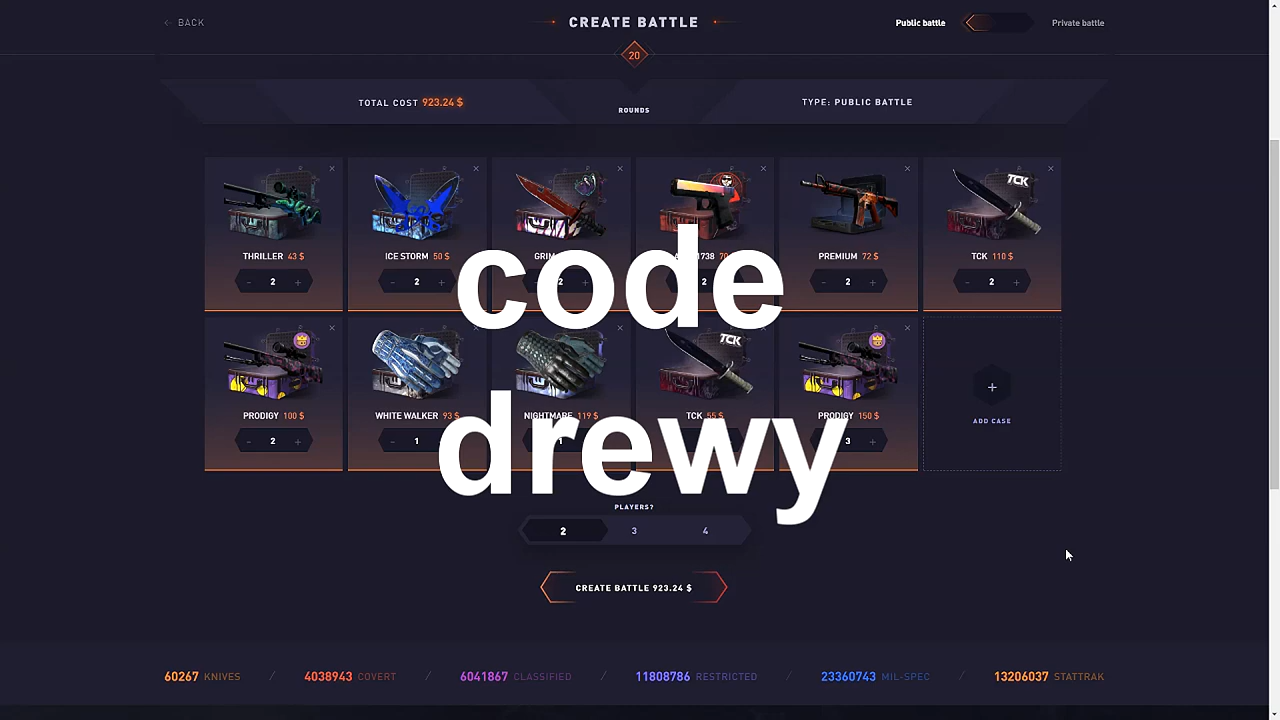 ← BACK
CREATE BATTLE
Public battle
Private battle
20
TOTAL COST 923.24 $
ROUNDS
TYPE: PUBLIC BATTLE
TCK
THRILLER 43 $
ICE STORM 50 $
GRIM
1738 70
PREMIUM 72 $
TCK 110 $
- 2 +
- 2 +
2 +
2
- 2 +
- 2 +
code
TCK
PRODIGY 100 $
WHITE WALKER 93 $
NIGHTMARE 119 $
TCK 55 $
PRODIGY 150 $
- 2 +
- 1
3 +
+
ADD CASE
drewy
PLAYERS?
2 3 4
CREATE BATTLE 923.24 $
60267 KNIVES / 4038943 COVERT / 6041867 CLASSIFIED / 11808786 RESTRICTED / 23360743 MIL-SPEC / 13206037 STATTRAK